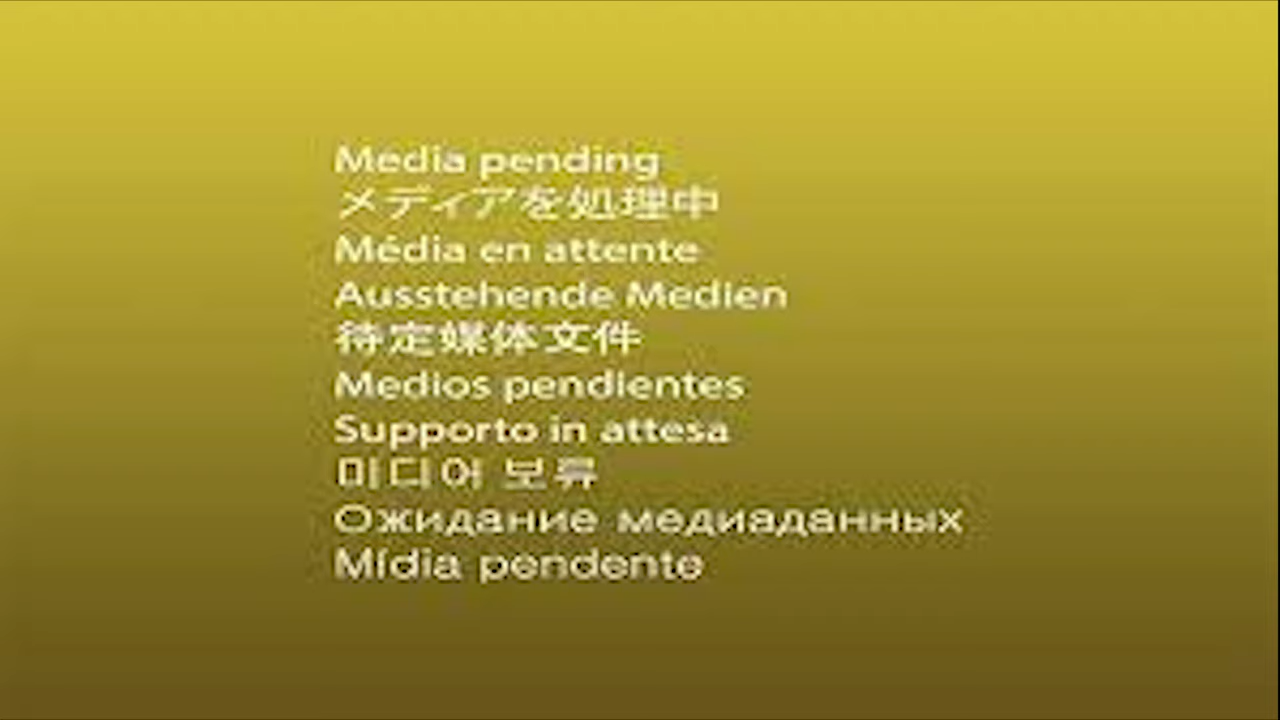 Media pending
メディアを処理中
Média en attente
Ausstehende Medien
待定媒体文件
Medios pendientes
Supporto in attesa
미디어 보류
Ожидание медиаданных
Mídia pendente